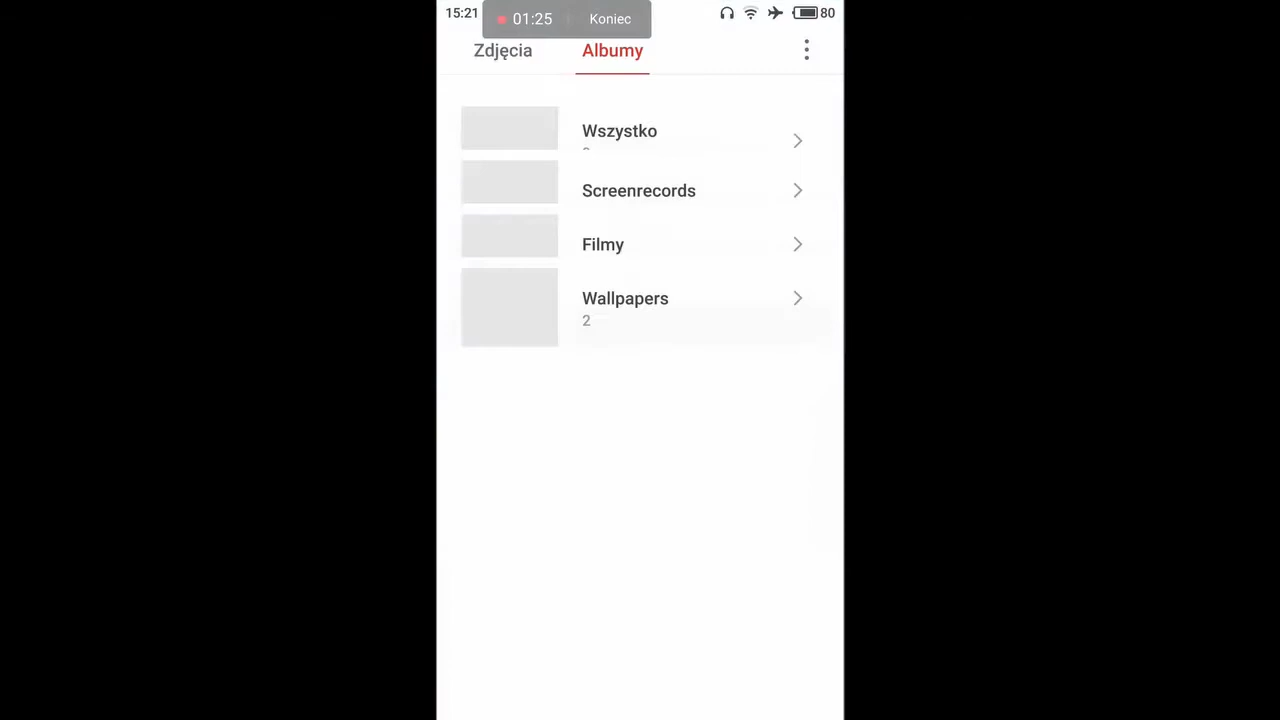 15:21 01:25 Koniec 80
Zdjęcia Albumy
Wszystko
Screenrecords
Filmy
Wallpapers
2